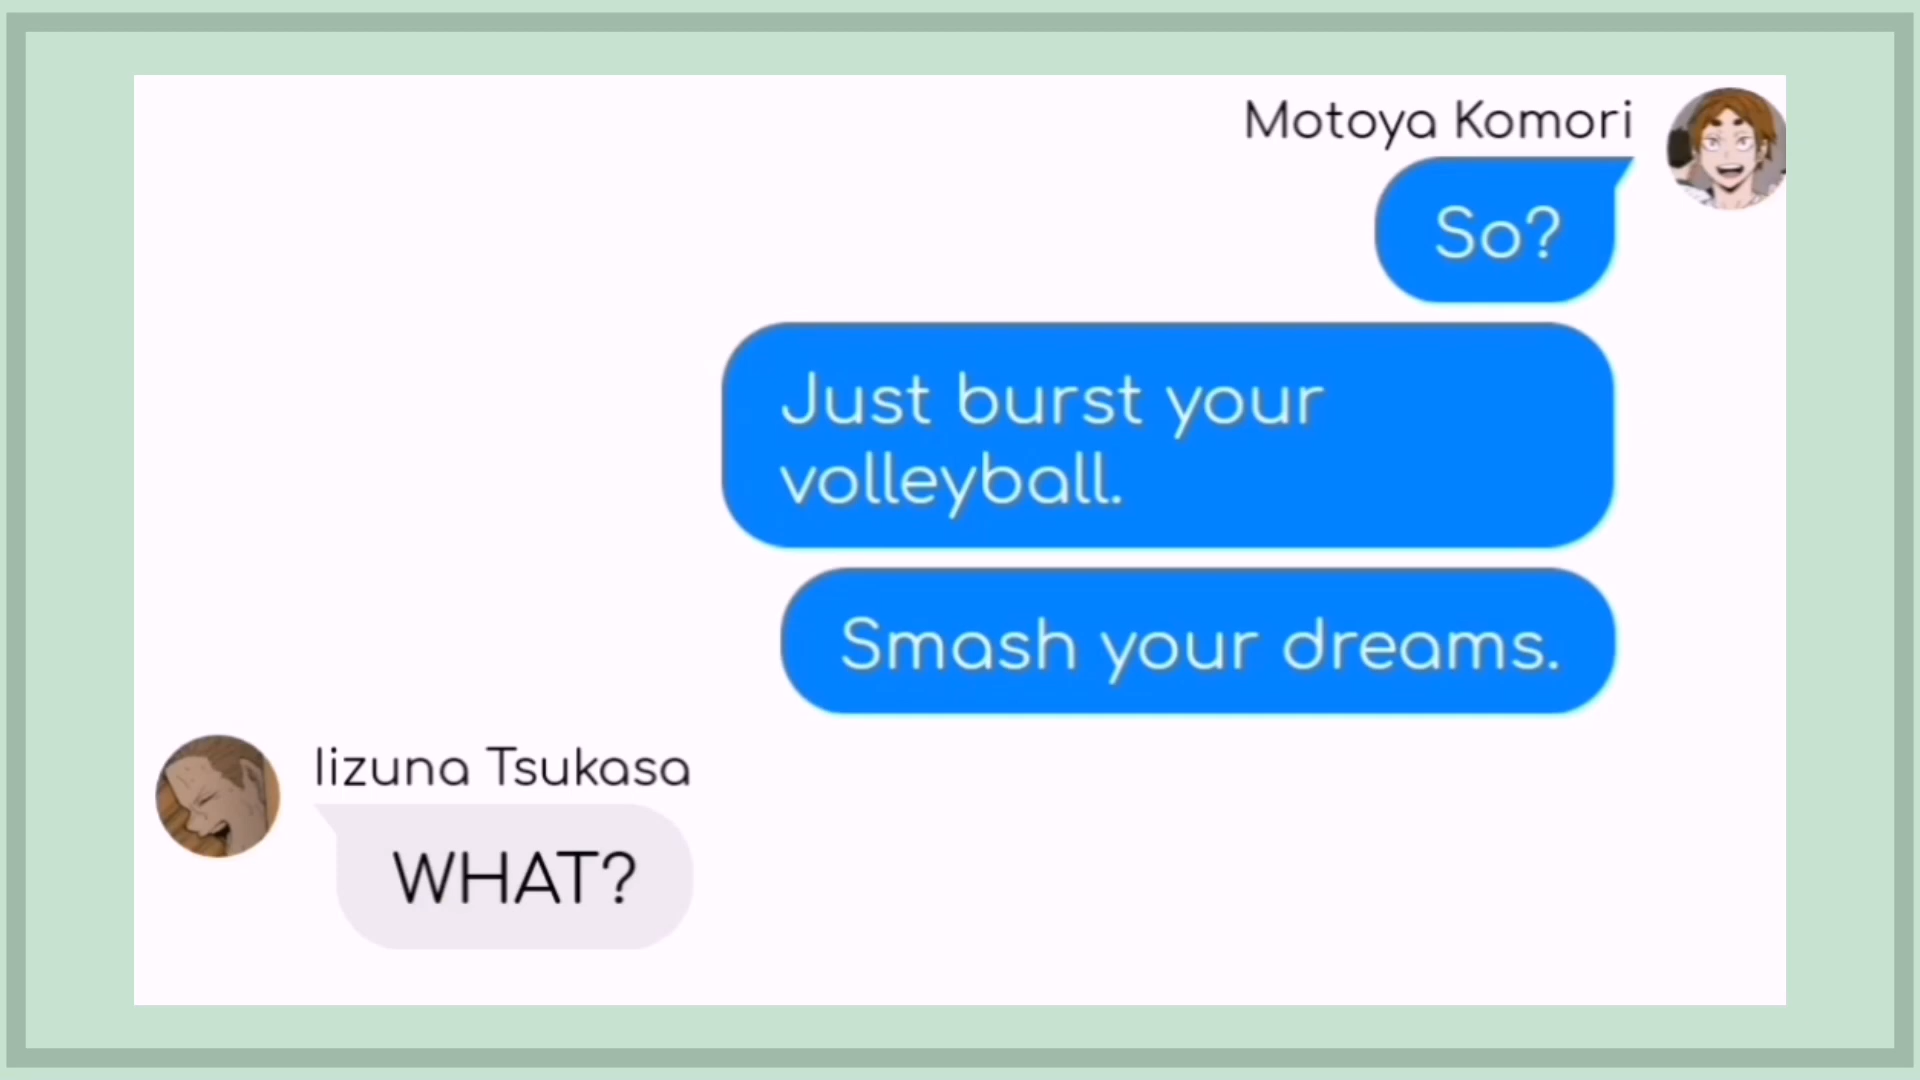 Motoya Komori
So?
Just burst your
volleyball.
Smash your dreams.
Iizuna Tsukasa
WHAT?